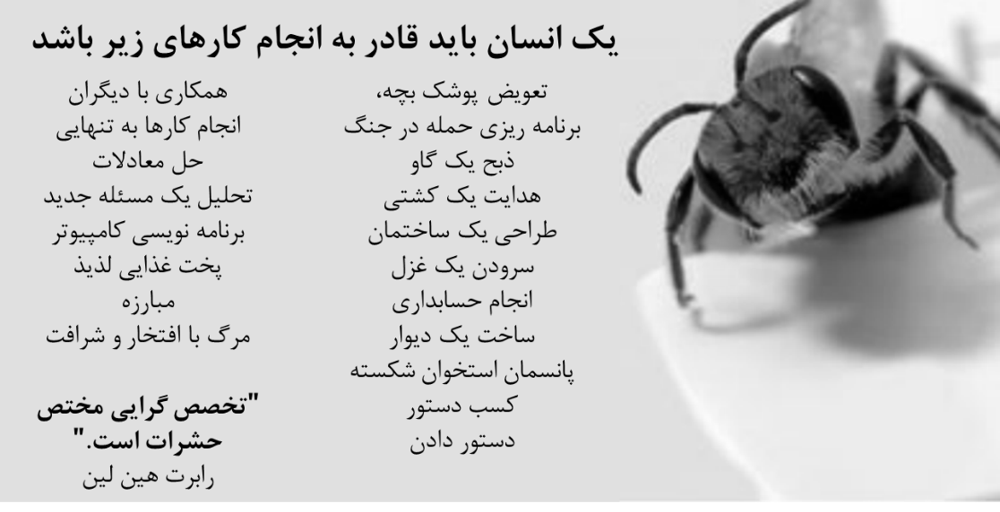 یک انسان باید قادر به انجام کارهای زیر باشد
تعویض پوشک بچه،
برنامه ریزی حمله در جنگ
ذبح یک گاو
هدایت یک کشتی
طراحی یک ساختمان
سرودن یک غزل
انجام حسابداری
ساخت یک دیوار
پانسمان استخوان شکسته
کسب دستور
دستور دادن
همکاری با دیگران
انجام کارها به تنهایی
حل معادلات
تحلیل یک مسئله جدید
برنامه نویسی کامپیوتر
پخت غذایی لذیذ
مبارزه
مرگ با افتخار و شرافت
"تخصص گرایی مختص
حشرات است."
رابرت هین لین